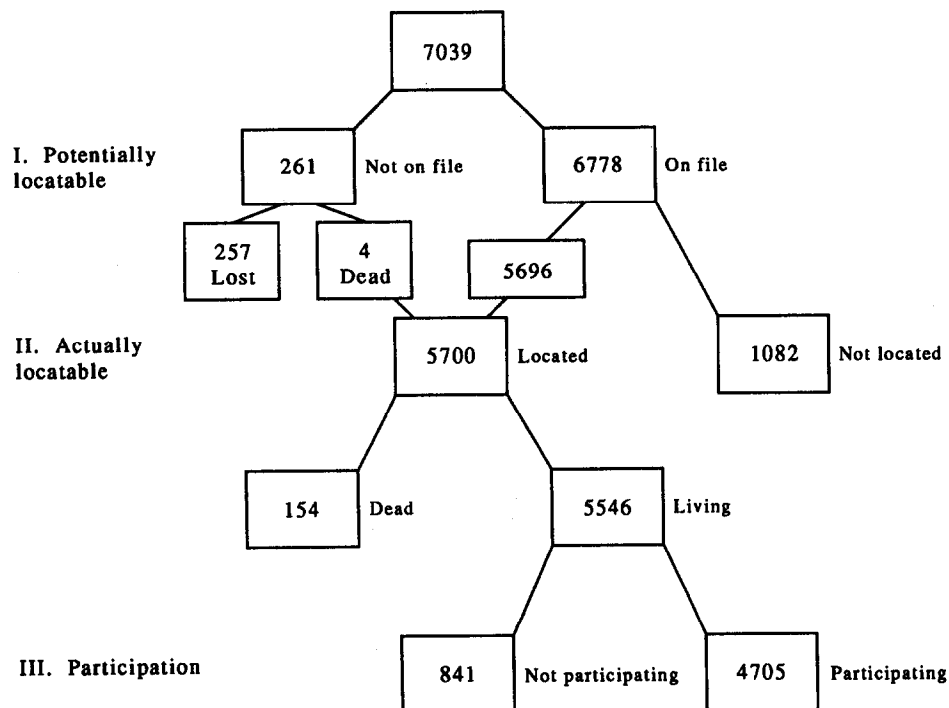 7039
I. Potentially
locatable
261
Not on file
6778
On file
257
Lost
4
Dead
5696
II. Actually
locatable
5700
Located
1082
Not located
154
Dead
5546
Living
III. Participation
841
Not participating
4705
Participating